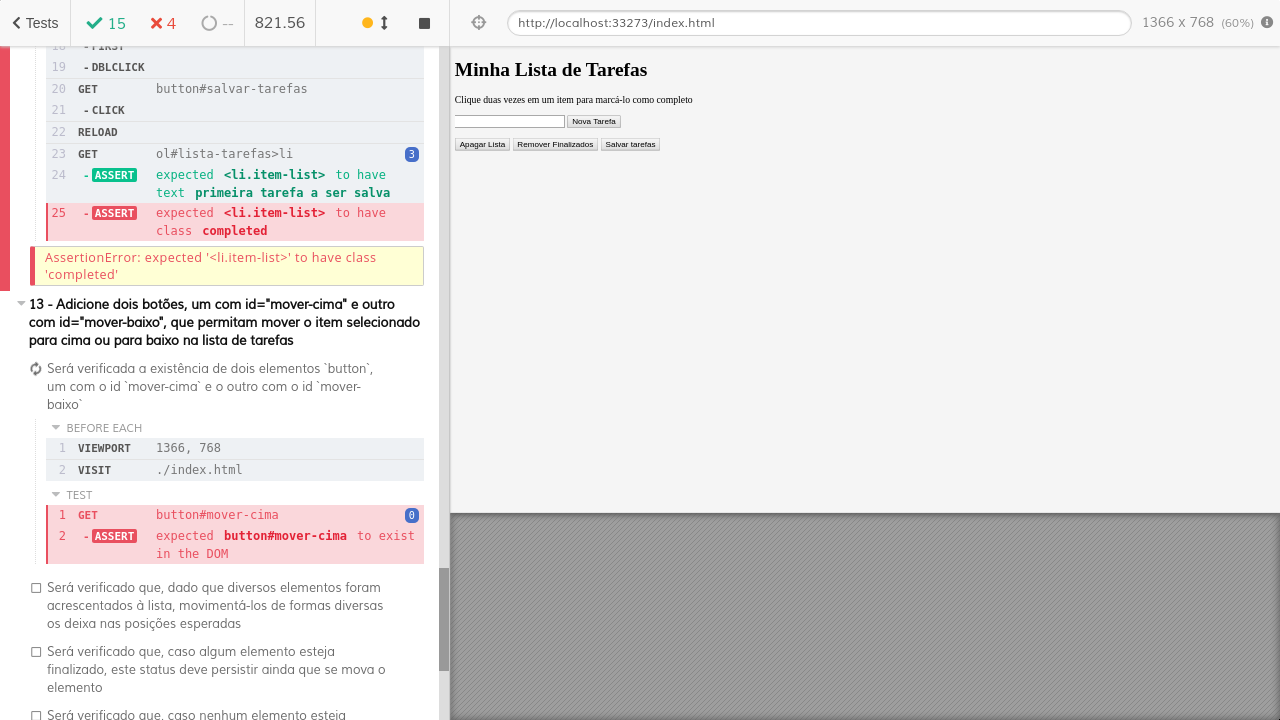 Tests
15
4
--
821.56
http://localhost:33273/index.html
1366 x 768 (60%)
18 - FIRST
19 - DBLCLICK
20 GET button#salvar-tarefas
21 - CLICK
22 RELOAD
23 GET ol#lista-tarefas>li 3
24 - ASSERT expected <li.item-list> to have
text primeira tarefa a ser salva
25 - ASSERT expected <li.item-list> to have
class completed
AssertionError: expected '<li.item-list>' to have class
'completed'
13 - Adicione dois botões, um com id="mover-cima" e outro
com id="mover-baixo", que permitam mover o item selecionado
para cima ou para baixo na lista de tarefas
Será verificada a existência de dois elementos `button`,
um com o id `mover-cima` e o outro com o id `mover-
baixo`
BEFORE EACH
1 VIEWPORT 1366, 768
2 VISIT ./index.html
TEST
1 GET button#mover-cima 0
2 - ASSERT expected button#mover-cima to exist
in the DOM
Será verificado que, dado que diversos elementos foram
acrescentados à lista, movimentá-los de formas diversas
os deixa nas posições esperadas
Será verificado que, caso algum elemento esteja
finalizado, este status deve persistir ainda que se mova o
elemento
Será verificado que, caso nenhum elemento esteja
Minha Lista de Tarefas
Clique duas vezes em um item para marcá-lo como completo
Nova Tarefa
Apagar Lista Remover Finalizados Salvar tarefas